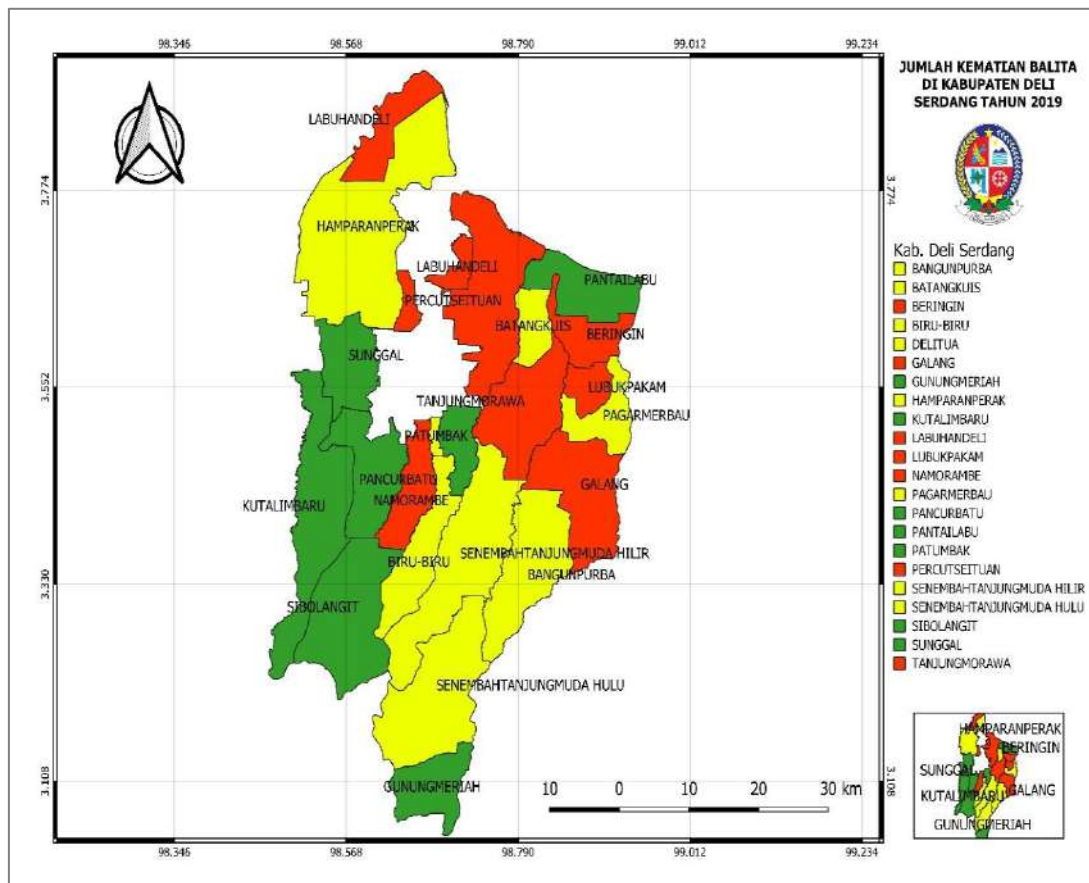 98.346 98.568 98.790 99.012 99.234
JUMLAH KEMATIAN BALITA
DI KABUPATEN DELI
SERDANG TAHUN 2019
LABUHANDELI
3.774 3.774
HAMPARANPERAK
LABUHANDELI
PANTAILABU
PERCUTSEITUAN
BATANGKUIS
BERINGIN
SUNGGAL
3.552 3.552
LUBUKPAKAM
TANJUNGMORAWA
PAGARMERBAU
PATUMBAK
PANCURBATU
GALANG
NAMORAMBE
KUTALIMBARU
SENEMBAHTANJUNGMUDA HILIR
BIRU-BIRU
BANGUNPURBA
3.330 3.330
SIBOLANGIT
SENEMBAHTANJUNGMUDA HULU
3.108 3.108
GUNUNGMERIAH
10 0 10 20 30 km
98.346 98.568 98.790 99.012 99.234
Kab. Deli Serdang
BANGUNPURBA
BATANGKUIS
BERINGIN
BIRU-BIRU
DELITUA
GALANG
GUNUNGMERIAH
HAMPARANPERAK
KUTALIMBARU
LABUHANDELI
LUBUKPAKAM
NAMORAMBE
PAGARMERBAU
PANCURBATU
PANTAILABU
PATUMBAK
PERCUTSEITUAN
SENEMBAHTANJUNGMUDA HILIR
SENEMBAHTANJUNGMUDA HULU
SIBOLANGIT
SUNGGAL
TANJUNGMORAWA
HAMPARANPERAK
BERINGIN
SUNGGAL
GALANG
KUTALIMBARU
GUNUNGMERIAH